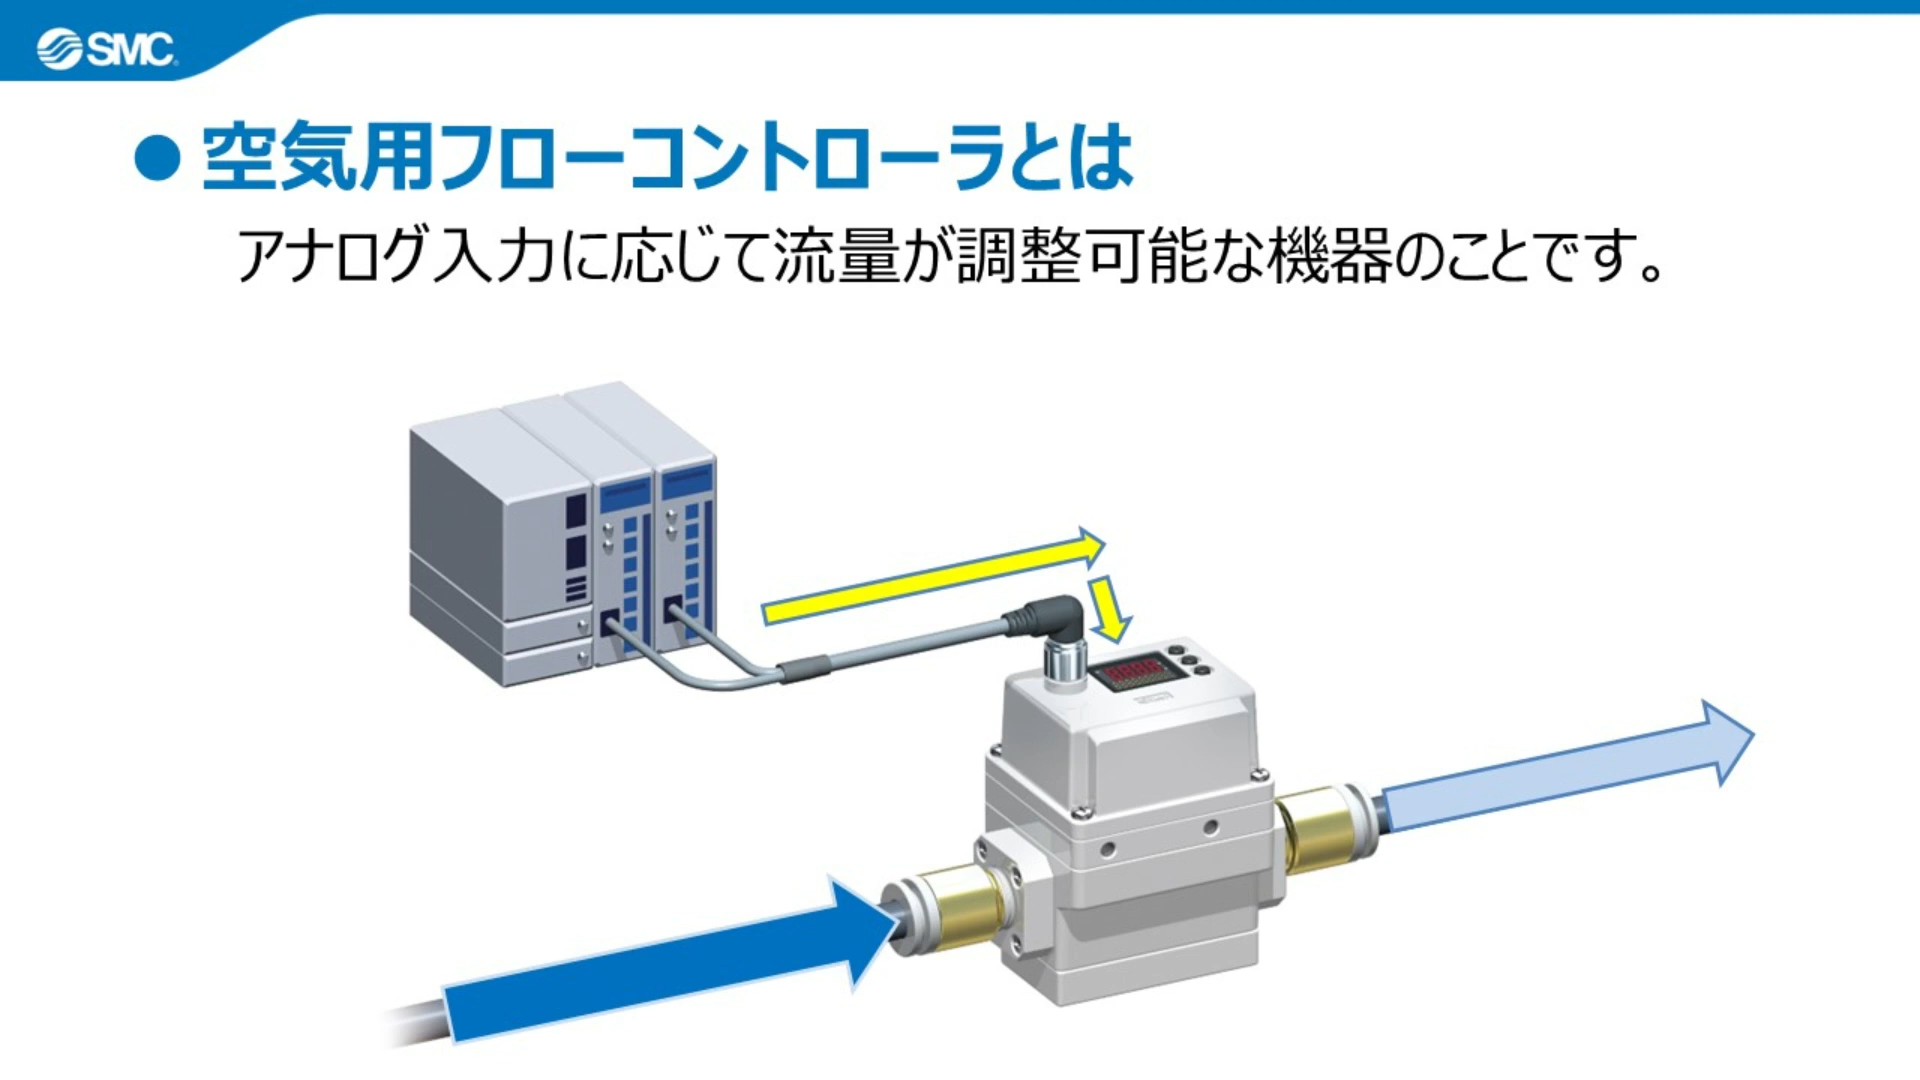 SMC
● 空気用フローコントローラとは
アナログ入力に応じて流量が調整可能な機器のことです。